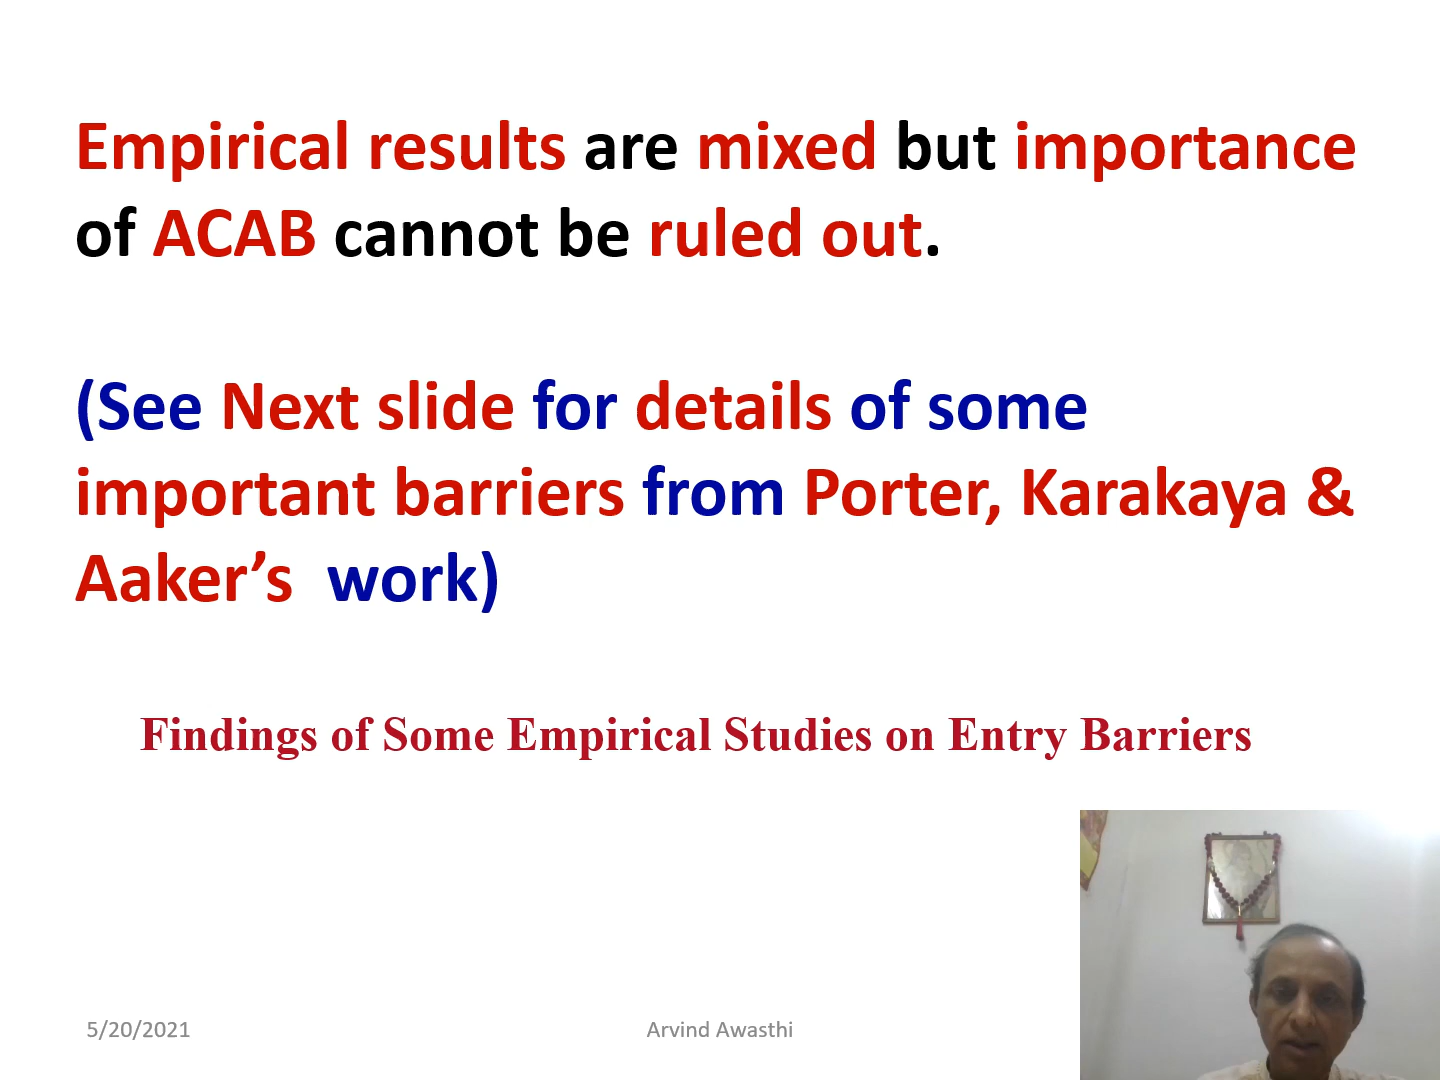 Empirical results are mixed but importance
of ACAB cannot be ruled out.
(See Next slide for details of some
important barriers from Porter, Karakaya &
Aaker’s work)
Findings of Some Empirical Studies on Entry Barriers
5/20/2021
Arvind Awasthi